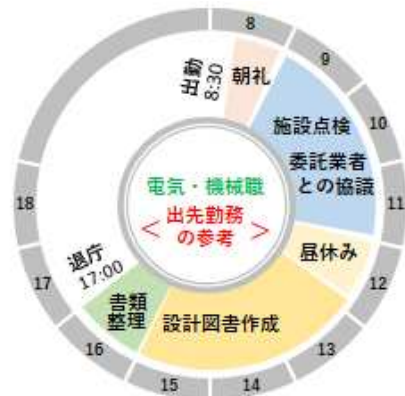 8
9
10
11
12
13
14
15
16
17
18
出勤
8:30
朝礼
施設点検
委託業者
との協議
昼休み
設計図書作成
書類
整理
退庁
17:00
電気・機械職
<出先勤務
の参考>